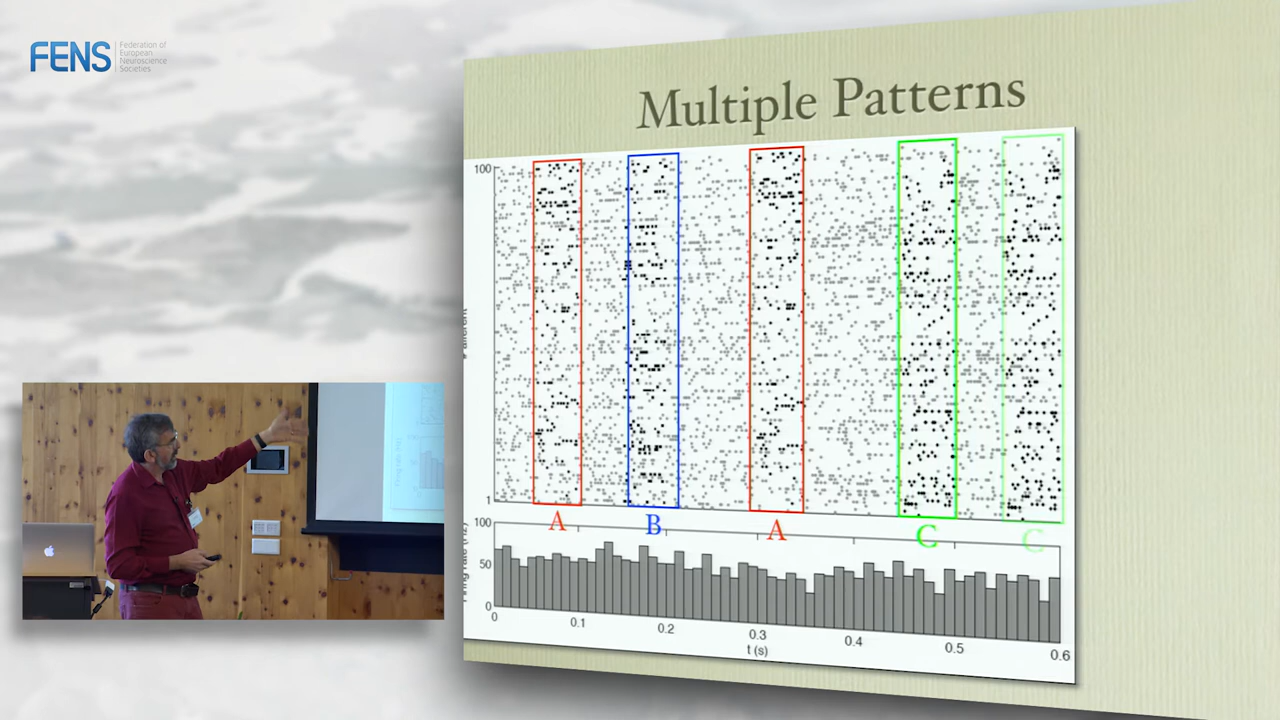 FENS
Federation of
European
Neuroscience
Societies
Multiple Patterns
100
1
A
B
A
C
C
100
50
0
0
0.1
0.2
0.3
0.4
0.5
0.6
t (s)